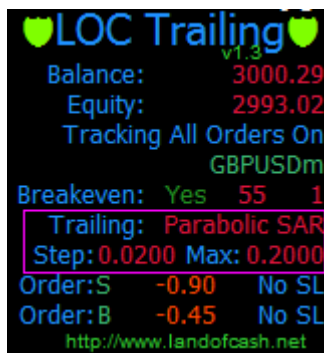 LOC Trailing
v1.3
Balance: 3000.29
Equity: 2993.02
Tracking All Orders On
GBPUSDm
Breakeven: Yes 55 1
Trailing: Parabolic SAR
Step: 0.0200 Max: 0.2000
Order: S -0.90 No SL
Order: B -0.45 No SL
http://www.landofcash.net